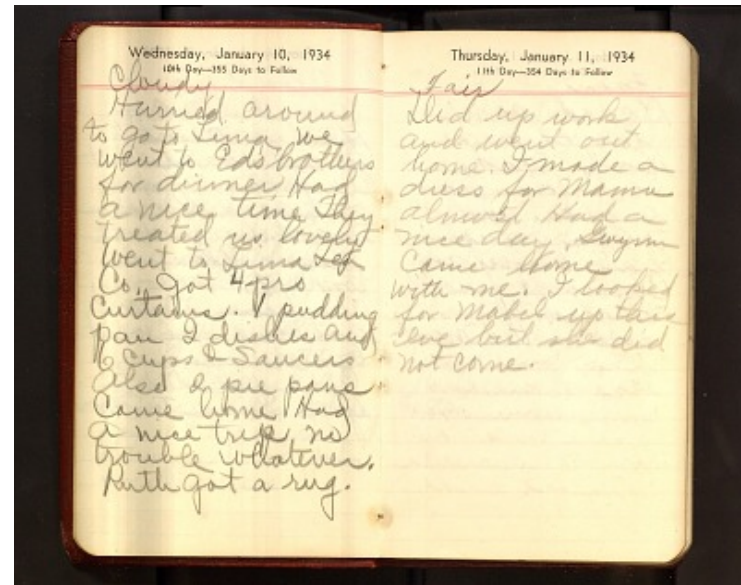 Wednesday, January 10, 1934
10th Day—355 Days to Follow
Cloudy
Hurried around
to go to Lima we
went to Eds brothers
for dinner Had
a nice time They
treated us lovely
Went to Lima
Co. Got 4 prs
Curtains. 1 pudding
pan 2 dishes and
6 cups & Saucers
Also 2 pie pans
Came home Had
a nice trip no
trouble whatever.
Ruth got a rug.
Thursday, January 11, 1934
11th Day—354 Days to Follow
Fair
Did up work
and went out
home. I made a
dress for Mama
almost Had a
nice day. Gwynn
Came home
with me. I looked
for Mabel up this
eve but she did
not come.